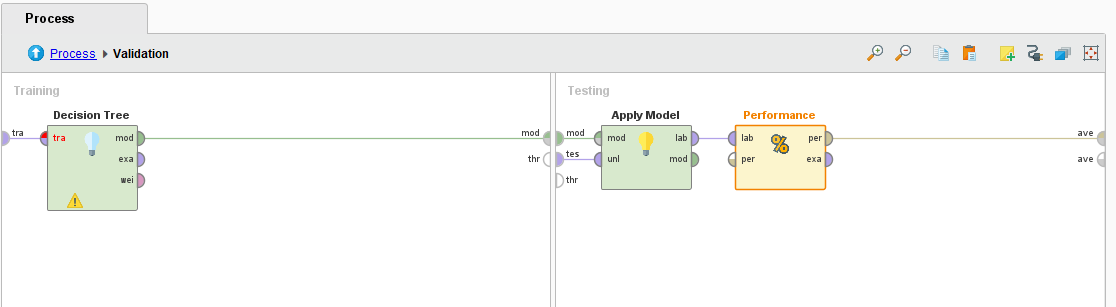 Process
Process Validation
Training
Testing
Decision Tree
Apply Model
Performance
tra
tra
mod
exa
wei
mod
thr
mod
tes
thr
mod
unl
lab
mod
lab
per
per
exa
%
ave
ave